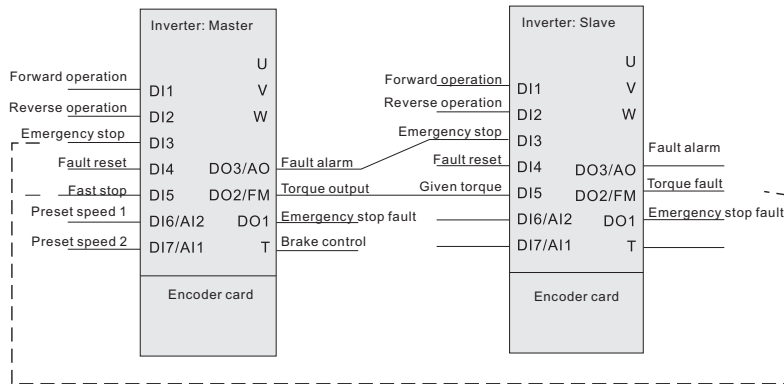 Inverter: Master
U
Forward operation DI1 V
Reverse operation DI2 W
Emergency stop DI3
Fault reset DI4 DO3/AO Fault alarm
Fast stop DI5 DO2/FM Torque output
Preset speed 1 DI6/AI2 DO1 Emergency stop fault
Preset speed 2 DI7/AI1 T Brake control
Encoder card
Inverter: Slave
U
Forward operation DI1 V
Reverse operation DI2 W
Emergency stop DI3
Fault alarm
Fault reset DI4 DO3/AO
Given torque DI5 DO2/FM Torque fault
DI6/AI2 DO1 Emergency stop fault
DI7/AI1 T
Encoder card